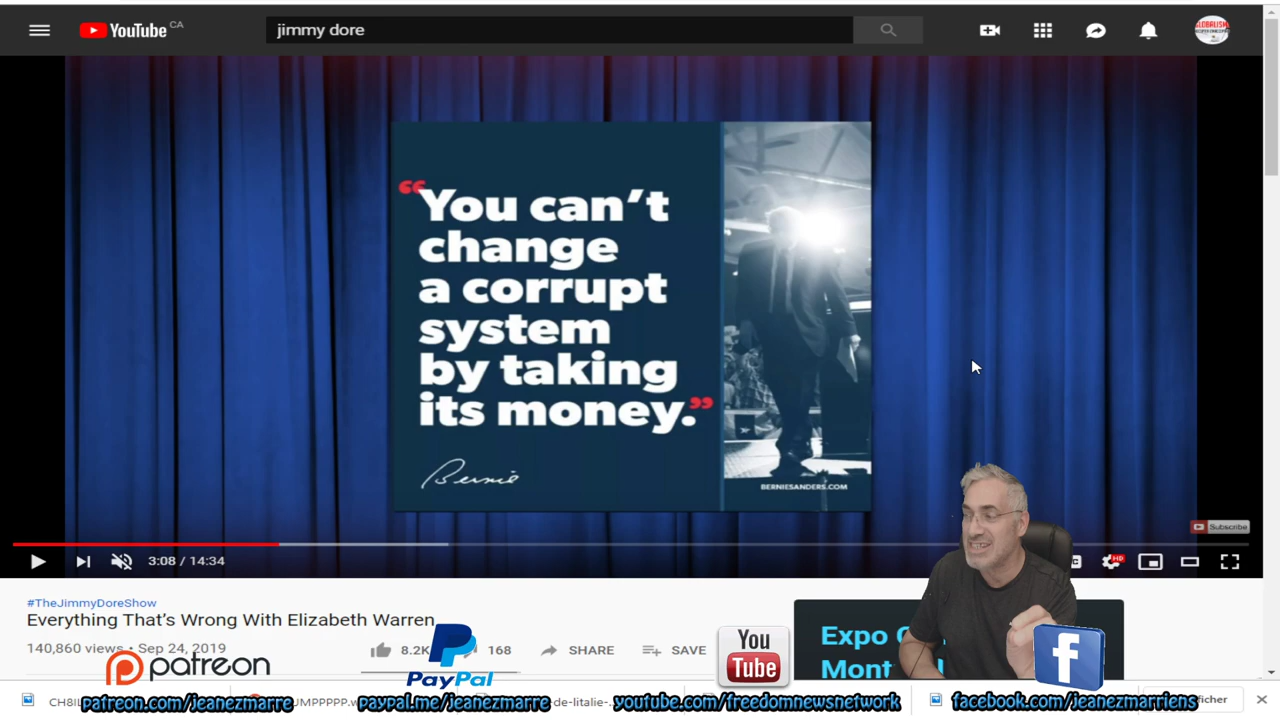 YouTube CA
jimmy dore
“You can’t
change
a corrupt
system
by taking
its money.”
Bernie
BERNIESANDERS.COM
Subscribe
3:08 / 14:34
HD
#TheJimmyDoreShow
Everything That’s Wrong With Elizabeth Warren
140,860 views • Sep 24, 2019
8.2K
168
SHARE
SAVE
Expo
Mont
patreon
PayPal
You
Tube
f
patreon.com/jeanezmarre
paypal.me/jeanezmarre
youtube.com/freedomnewsnetwork
facebook.com/jeanezmarriens